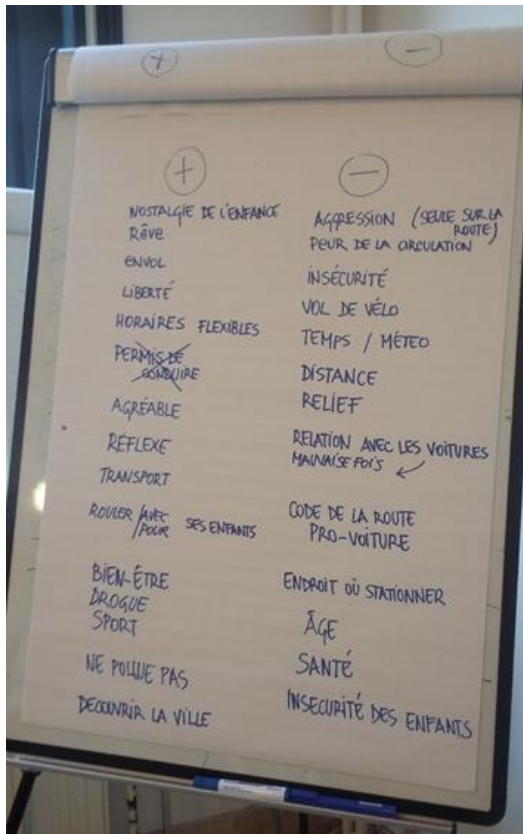 +
−
+
−
NOSTALGIE DE L'ENFANCE
Rêve
ENVOL
LIBERTÉ
HORAIRES FLEXIBLES
PERMIS DE
CONDUIRE
AGRÉABLE
RÉFLEXE
TRANSPORT
ROULER / AVEC
/ POUR SES ENFANTS
BIEN-ÊTRE
DROGUE
SPORT
NE POLLUE PAS
DECOUVRIR LA VILLE
AGGRESSION (SEULE SUR LA
ROUTE)
PEUR DE LA CIRCULATION
INSÉCURITÉ
VOL DE VÉLO
TEMPS / MÉTEO
DISTANCE
RELIEF
RELATION AVEC LES VOITURES
MAUVAISE FOIS
CODE DE LA ROUTE
PRO-VOITURE
ENDROIT OÙ STATIONNER
ÂGE
SANTÉ
INSECURITÉ DES ENFANTS